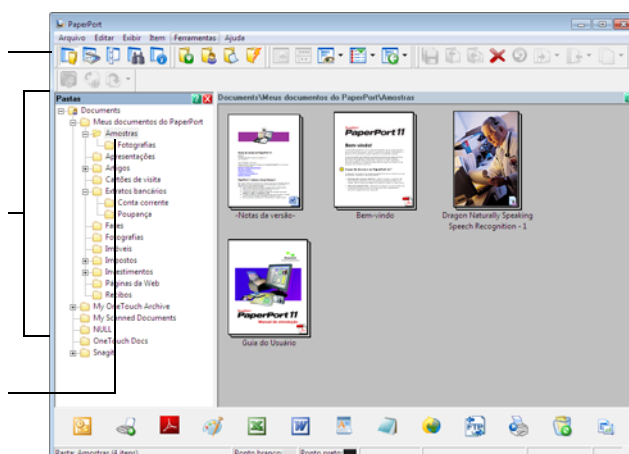 PaperPort
Arquivo Editar Exibir Item Ferramentas Ajuda
Pastas
Documents\Meus documentos do PaperPort\Amostras
Documents
Meus documentos do PaperPort
Amostras
Fotografias
Apresentações
Artigos
Cartões de visita
Extratos bancários
Conta corrente
Poupança
Faxes
Fotografias
Imóveis
Impostos
Investimentos
Páginas da Web
Recibos
My OneTouch Archive
My Scanned Documents
NULL
OneTouch Docs
SnagIt
PaperPort 11
Bem-vindo!
-Notas da versão-
Bem-vindo
Dragon Naturally Speaking
Speech Recognition - 1
PaperPort 11
Guia do Usuário
FTP
Pasta: Amostras (4 itens)
Ponto branco:
Ponto preto: